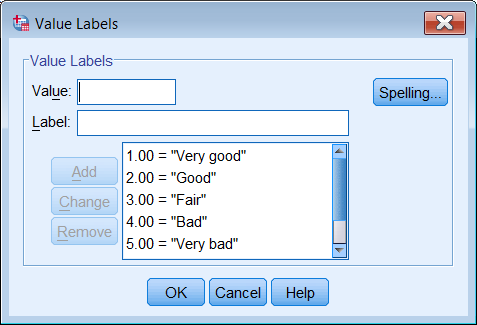 Value Labels
Value Labels
Value:
Spelling...
Label:
Add
Change
Remove
1.00 = "Very good"
2.00 = "Good"
3.00 = "Fair"
4.00 = "Bad"
5.00 = "Very bad"
OK Cancel Help